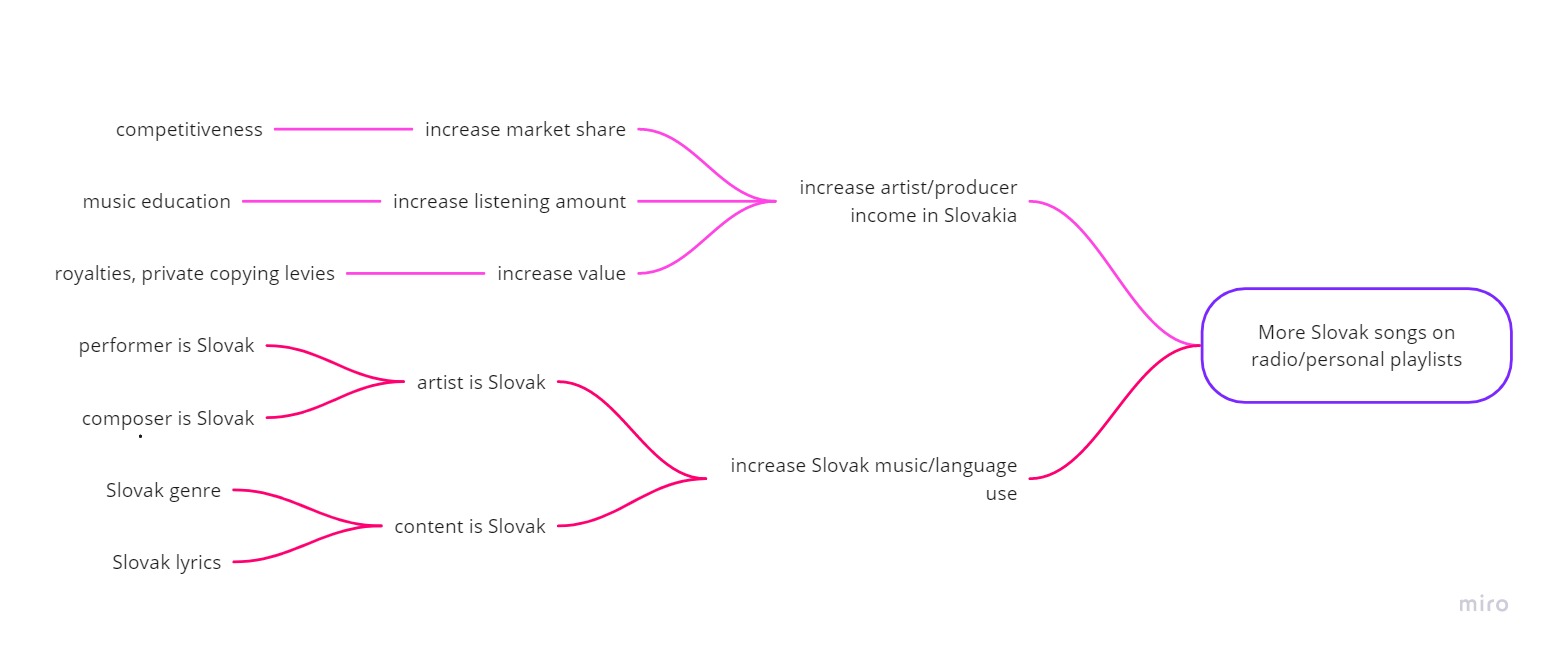 competitiveness
increase market share
music education
increase listening amount
royalties, private copying levies
increase value
increase artist/producer
income in Slovakia
performer is Slovak
composer is Slovak
artist is Slovak
Slovak genre
Slovak lyrics
content is Slovak
increase Slovak music/language
use
More Slovak songs on
radio/personal playlists
miro